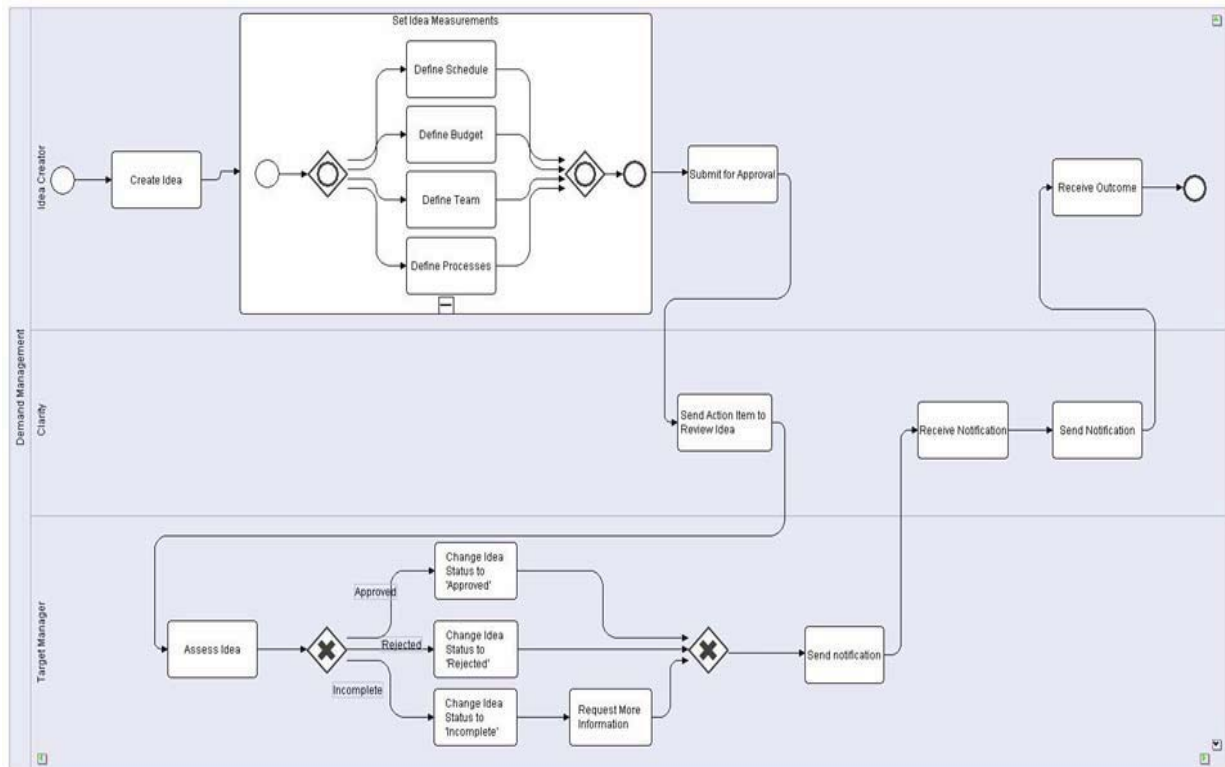 Demand Management
Idea Creator
Set Idea Measurements
Create Idea
Define Schedule
Define Budget
Define Team
Define Processes
Submit for Approval
Receive Outcome
Clarity
Send Action Item to
Review Idea
Receive Notification
Send Notification
Target Manager
Assess Idea
Approved
Rejected
Incomplete
Change Idea
Status to
'Approved'
Change Idea
Status to
'Rejected'
Change Idea
Status to
'Incomplete'
Request More
Information
Send notification